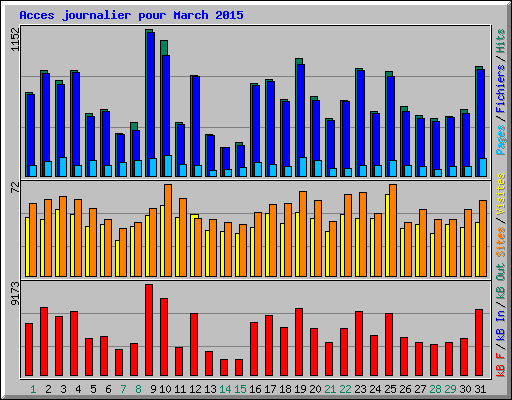 Acces journalier pour March 2015
1152
72
9173
Pages / Fichiers / Hits
Sites / Visites
kB F / kB In / kB Out
1 2 3 4 5 6 7 8 9 10 11 12 13 14 15 16 17 18 19 20 21 22 23 24 25 26 27 28 29 30 31